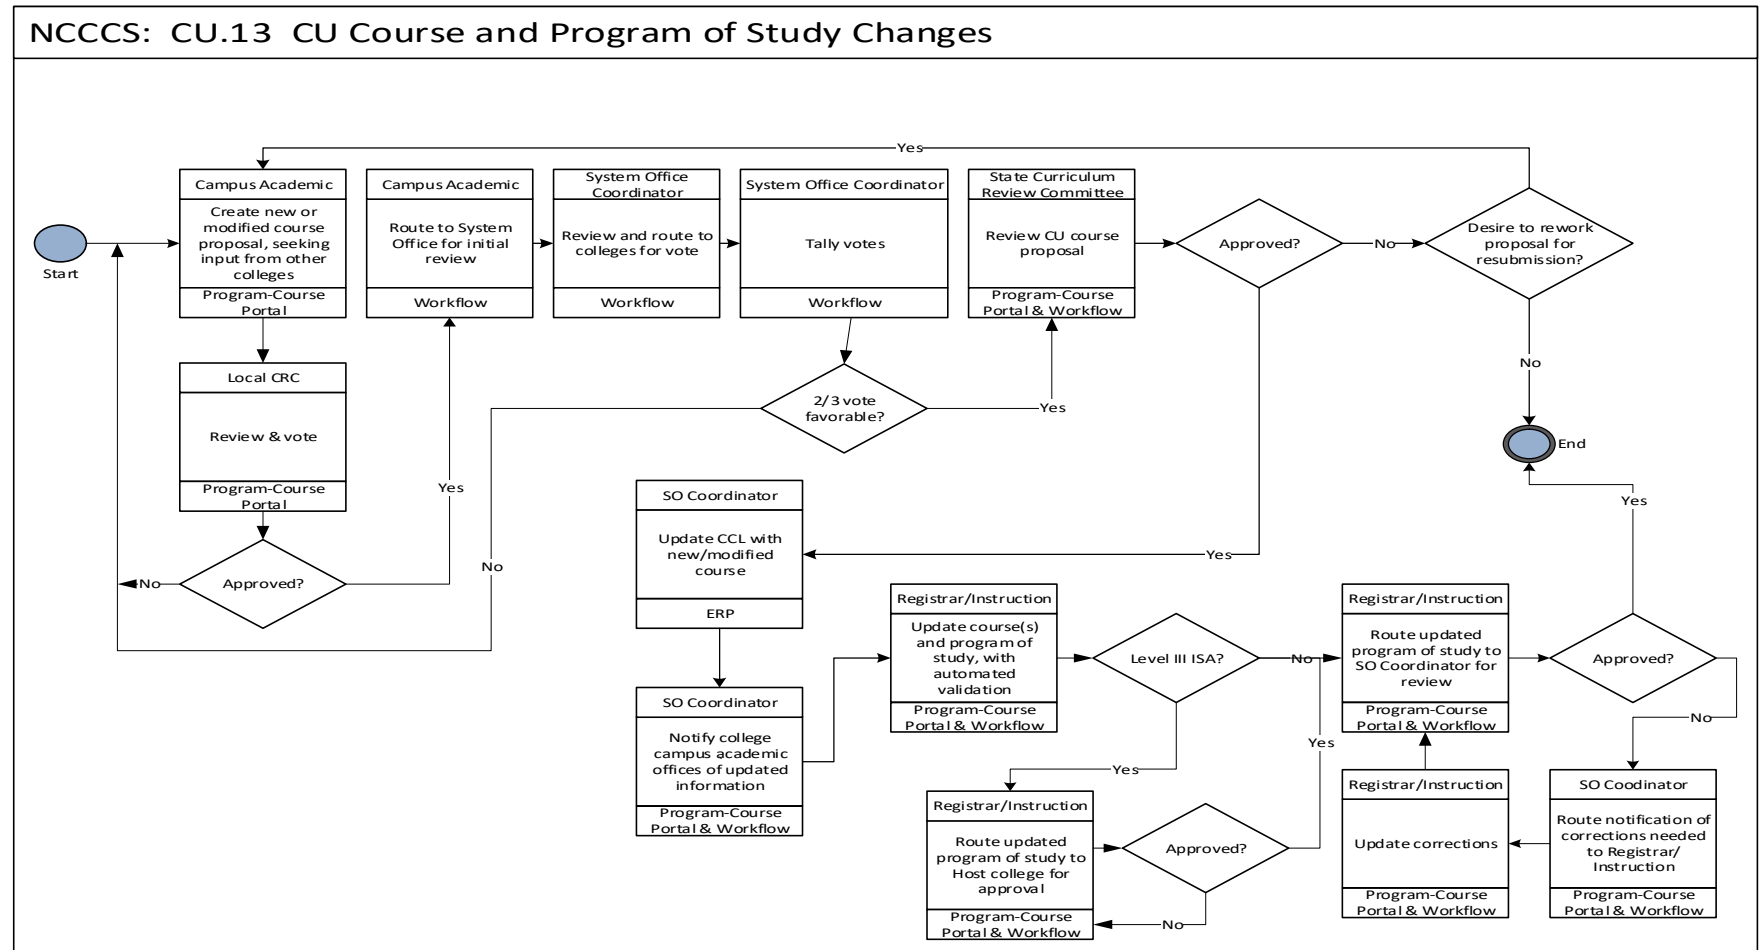 NCCCS:  CU.13  CU Course and Program of Study Changes
Yes
Campus Academic
Create new or
modified course
proposal, seeking
input from other
colleges
Program-Course
Portal
Campus Academic
Route to System
Office for initial
review
Workflow
System Office
Coordinator
Review and route to
colleges for vote
Workflow
System Office Coordinator
Tally votes
Workflow
State Curriculum
Review Committee
Review CU course
proposal
Program-Course
Portal & Workflow
Approved?
No
Desire to rework
proposal for
resubmission?
Start
No
End
Local CRC
Review & vote
Program-Course
Portal
2/3 vote
favorable?
Yes
No
Yes
Approved?
No
SO Coordinator
Update CCL with
new/modified
course
ERP
Yes
SO Coordinator
Notify college
campus academic
offices of updated
information
Program-Course
Portal & Workflow
Registrar/Instruction
Update course(s)
and program of
study, with
automated
validation
Program-Course
Portal & Workflow
Level III ISA?
No
Yes
Registrar/Instruction
Route updated
program of study to
Host college for
approval
Program-Course
Portal & Workflow
Approved?
Yes
No
Registrar/Instruction
Route updated
program of study to
SO Coordinator for
review
Program-Course
Portal & Workflow
Approved?
Yes
No
SO Coodinator
Route notification of
corrections needed
to Registrar/
Instruction
Program-Course
Portal & Workflow
Registrar/Instruction
Update corrections
Program-Course
Portal & Workflow